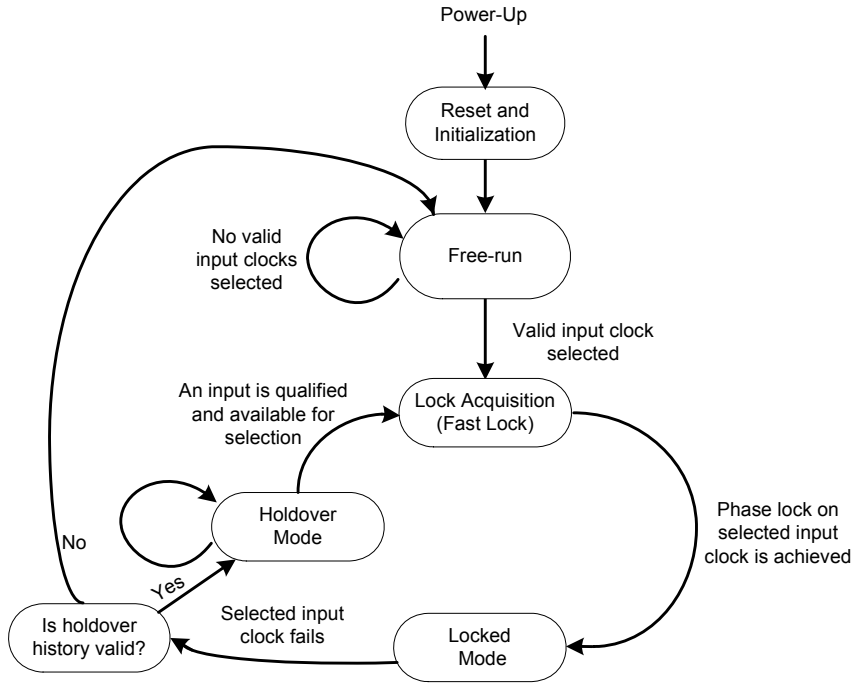 Power-Up
Reset and
Initialization
No valid
input clocks
selected
Free-run
Valid input clock
selected
An input is qualified
and available for
selection
Lock Acquisition
(Fast Lock)
Holdover
Mode
Phase lock on
selected input
clock is achieved
No
Yes
Is holdover
history valid?
Selected input
clock fails
Locked
Mode